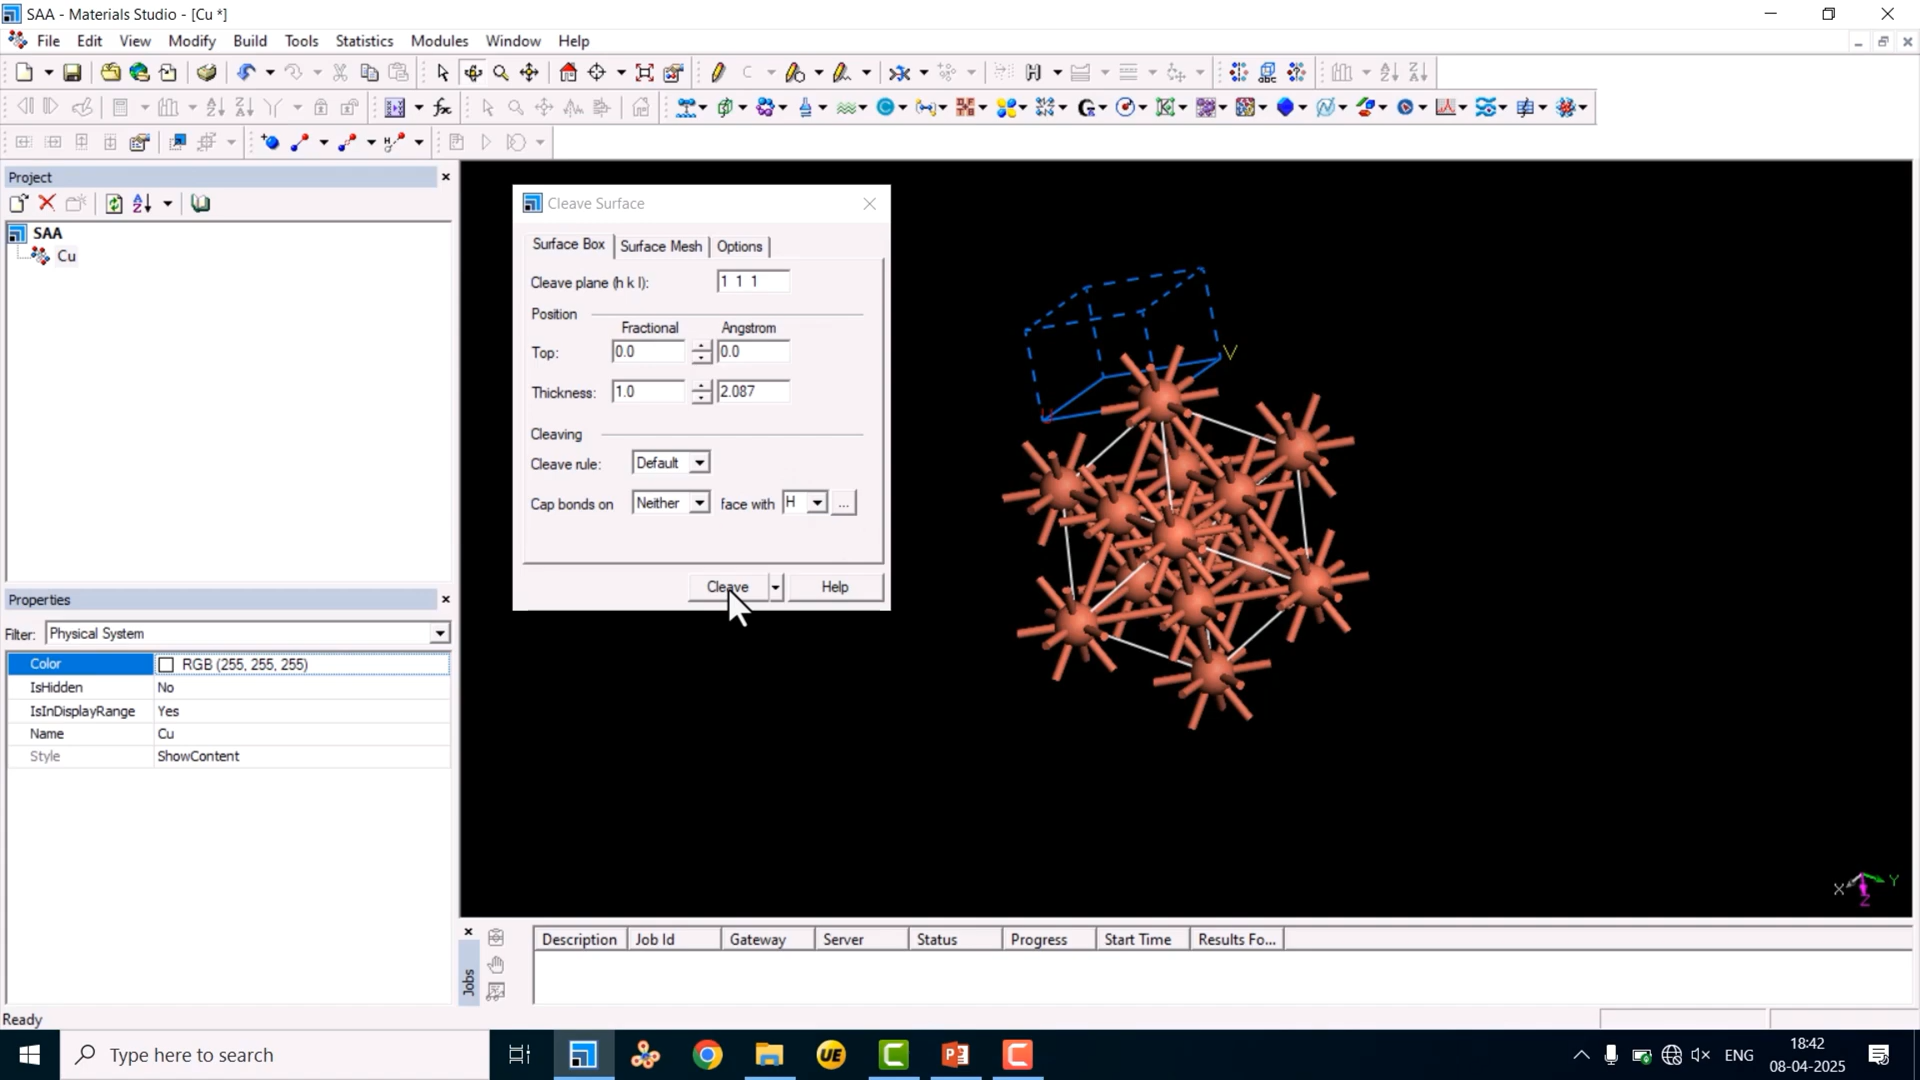 SAA - Materials Studio - [Cu *]
File Edit View Modify Build Tools Statistics Modules Window Help
Project
SAA
Cu
Properties
Filter: Physical System
Color RGB (255, 255, 255)
IsHidden No
IsInDisplayRange Yes
Name Cu
Style ShowContent
Cleave Surface
Surface Box Surface Mesh Options
Cleave plane (h k l): 1 1 1
Position
Fractional Angstrom
Top: 0.0 0.0
Thickness: 1.0 2.087
Cleaving
Cleave rule: Default
Cap bonds on Neither face with H ...
Cleave Help
U V
X Y Z
Jobs
Description Job Id Gateway Server Status Progress Start Time Results Fo...
Ready
Type here to search
UE
ENG
18:42
08-04-2025